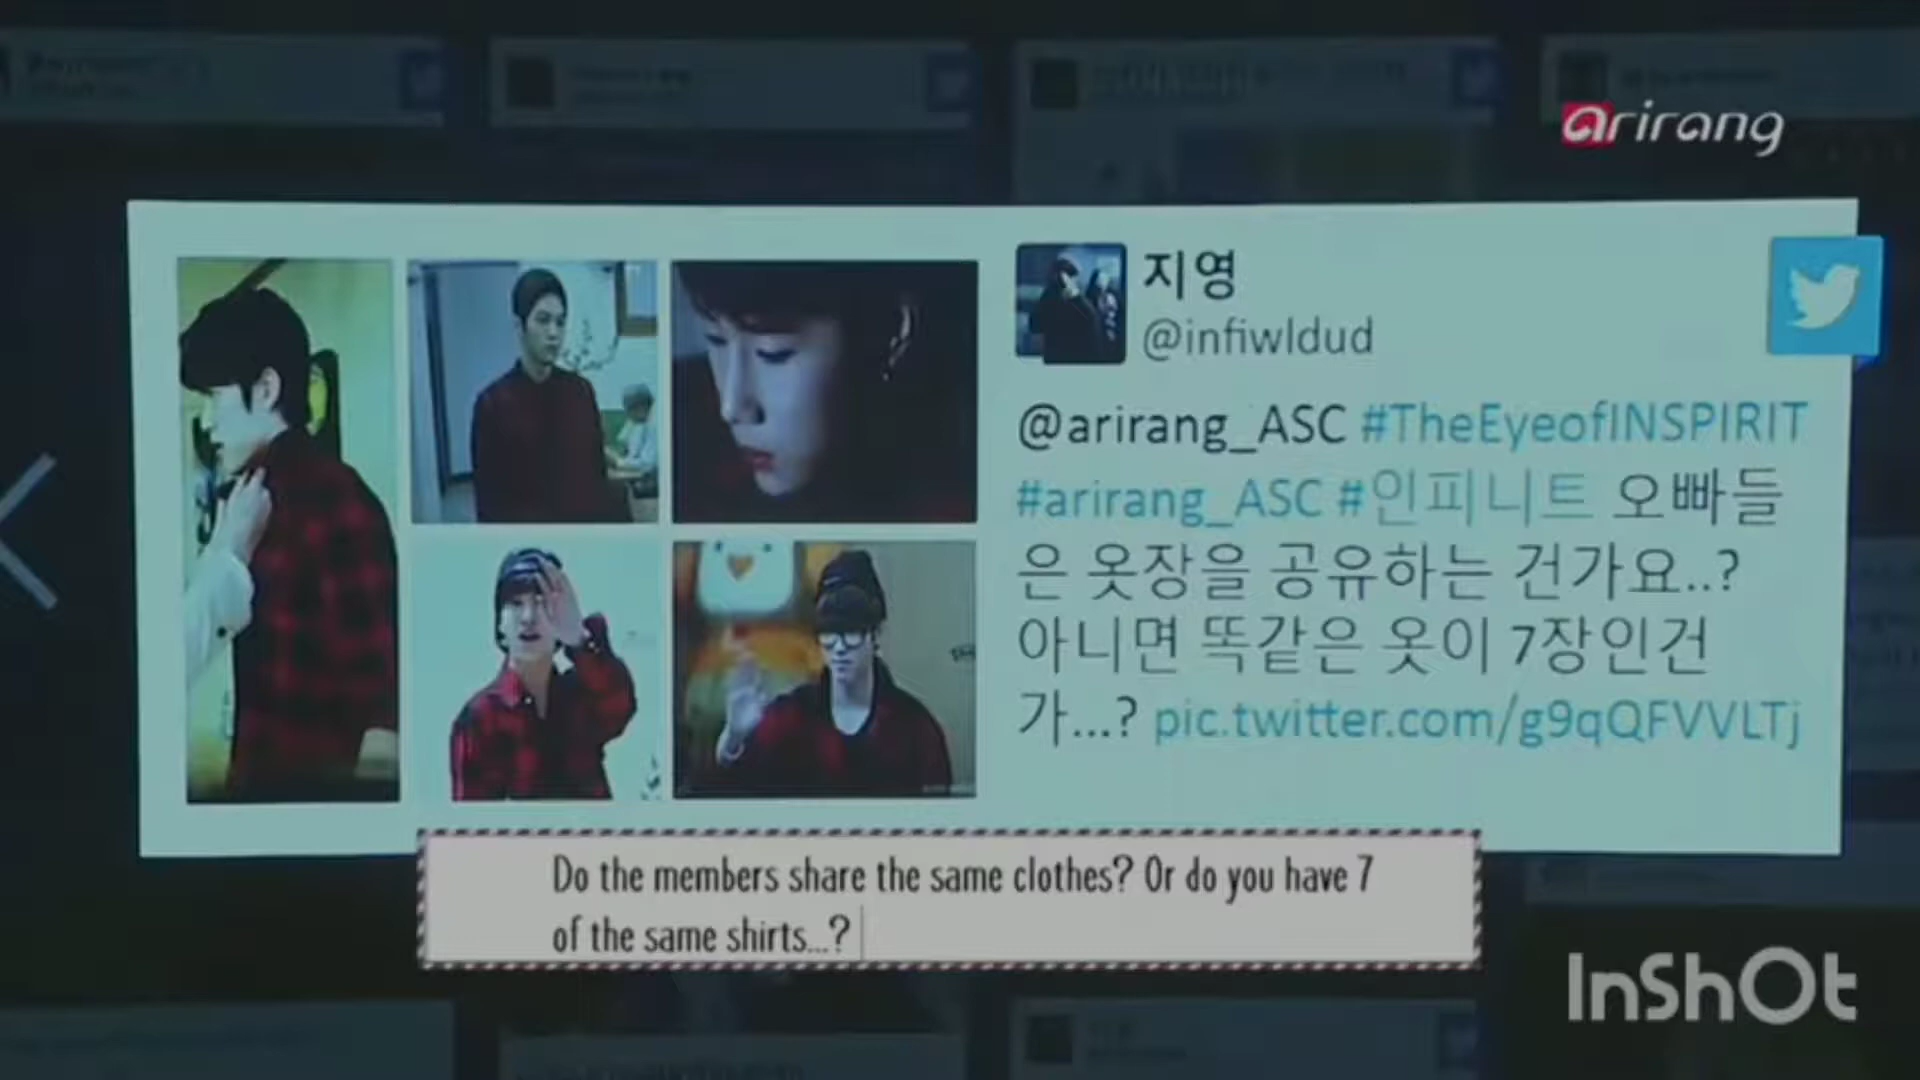 arirang
지영
@infiwldud
@arirang_ASC #TheEyeofINSPIRIT
#arirang_ASC #인피니트 오빠들
은 옷장을 공유하는 건가요..?
아니면 똑같은 옷이 7장인건
가...? pic.twitter.com/g9qQFVVLTj
Do the members share the same clothes? Or do you have 7
of the same shirts...?
InShOt